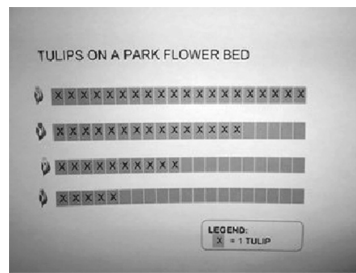 TULIPS ON A PARK FLOWER BED
X X X X X X X X X X X X X X X X X X X X
X X X X X X X X X X X X X X X
X X X X X X X X X X
X X X X X
LEGEND:
X = 1 TULIP